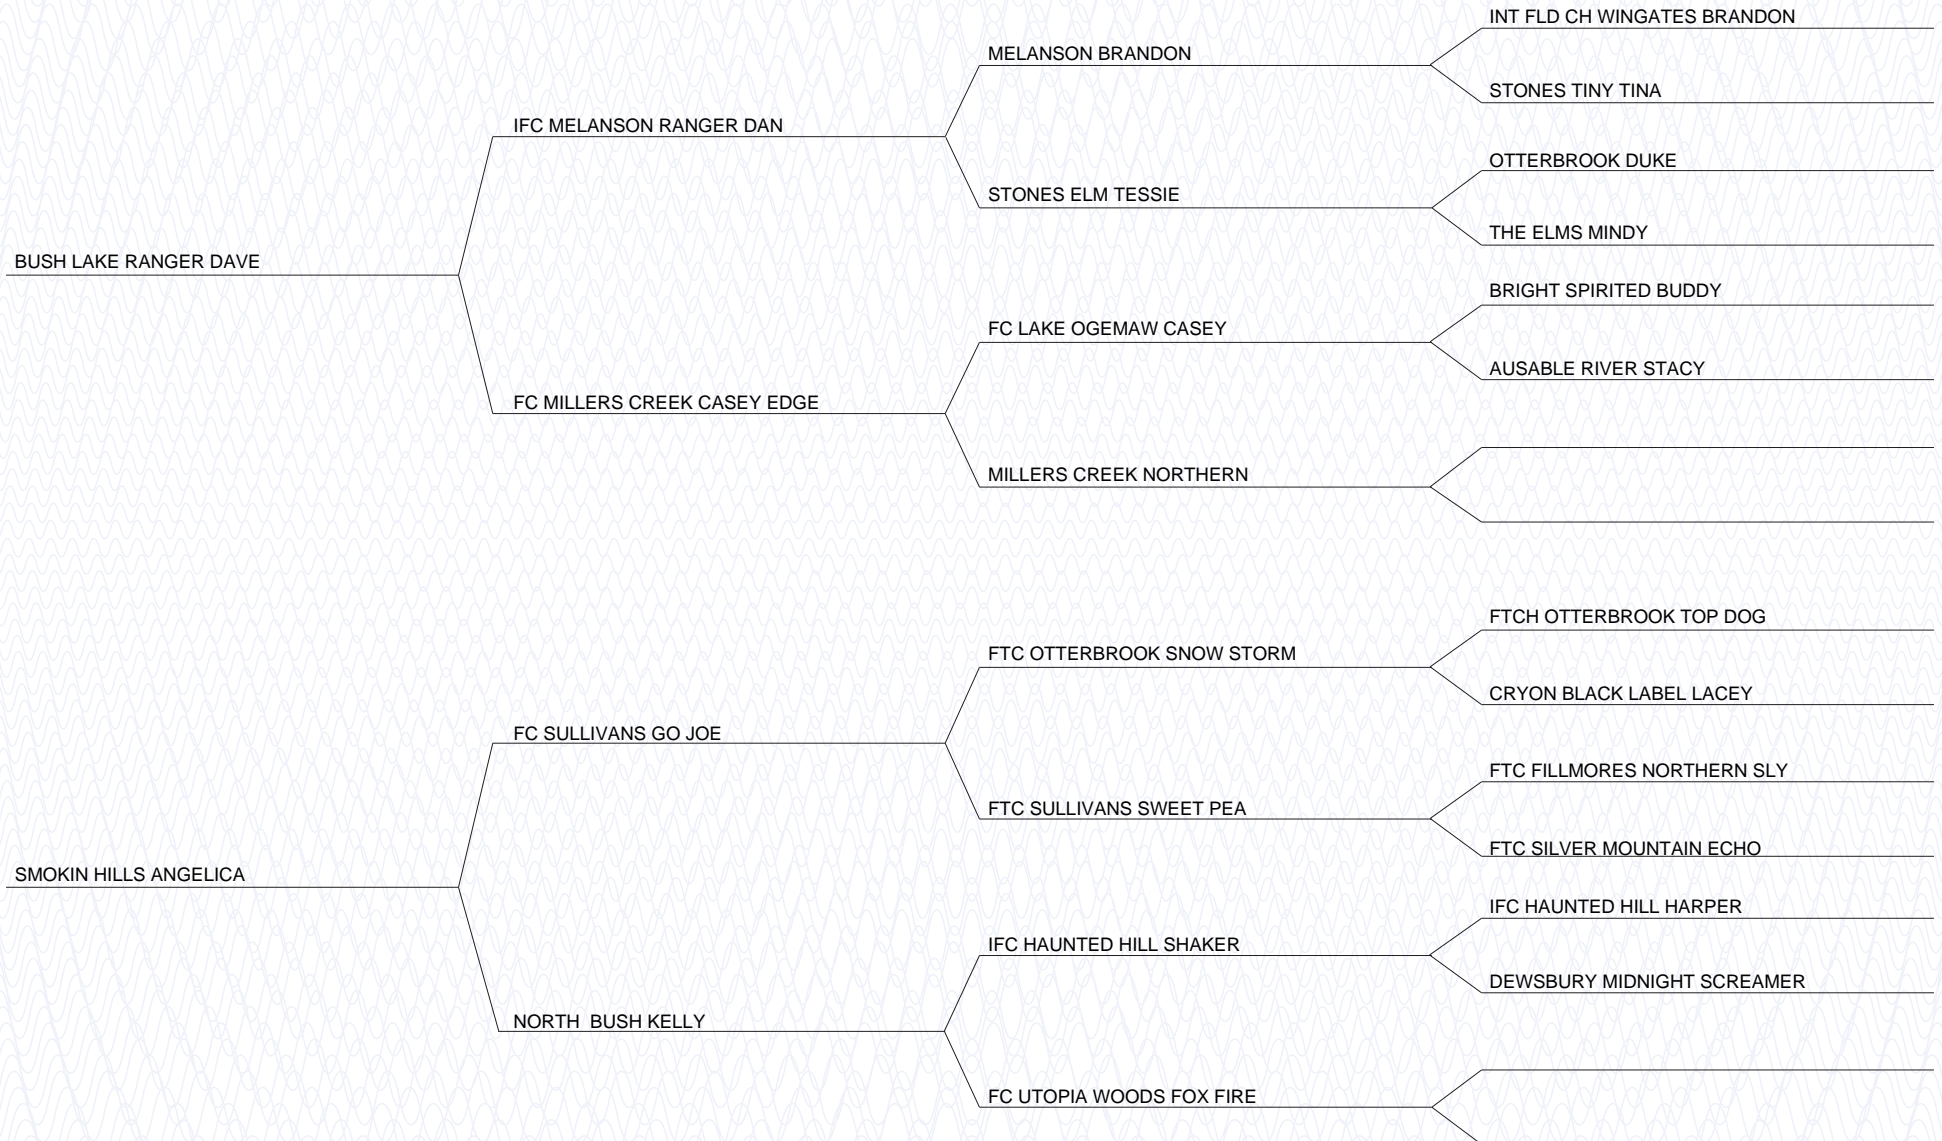 INT FLD CH WINGATES BRANDON
MELANSON BRANDON
STONES TINY TINA
IFC MELANSON RANGER DAN
OTTERBROOK DUKE
STONES ELM TESSIE
THE ELMS MINDY
BUSH LAKE RANGER DAVE
BRIGHT SPIRITED BUDDY
FC LAKE OGEMAW CASEY
AUSABLE RIVER STACY
FC MILLERS CREEK CASEY EDGE
MILLERS CREEK NORTHERN
FTCH OTTERBROOK TOP DOG
FTC OTTERBROOK SNOW STORM
CRYON BLACK LABEL LACEY
FC SULLIVANS GO JOE
FTC FILLMORES NORTHERN SLY
FTC SULLIVANS SWEET PEA
FTC SILVER MOUNTAIN ECHO
SMOKIN HILLS ANGELICA
IFC HAUNTED HILL HARPER
IFC HAUNTED HILL SHAKER
DEWSBURY MIDNIGHT SCREAMER
NORTH  BUSH KELLY
FC UTOPIA WOODS FOX FIRE